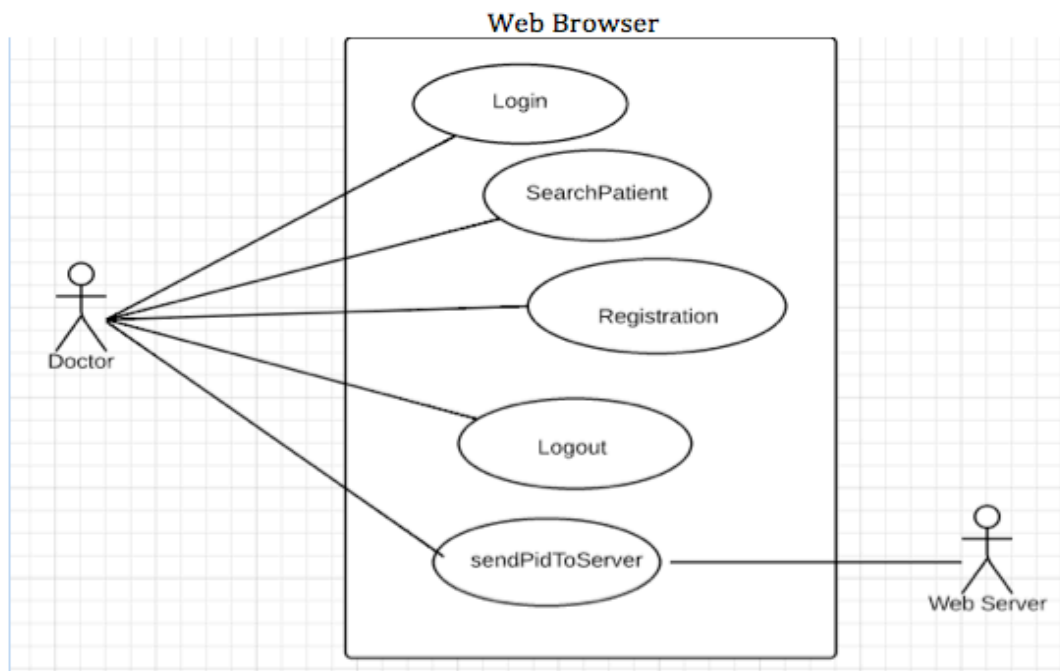 Web Browser
Login
SearchPatient
Registration
Doctor
Logout
sendPidToServer
Web Server